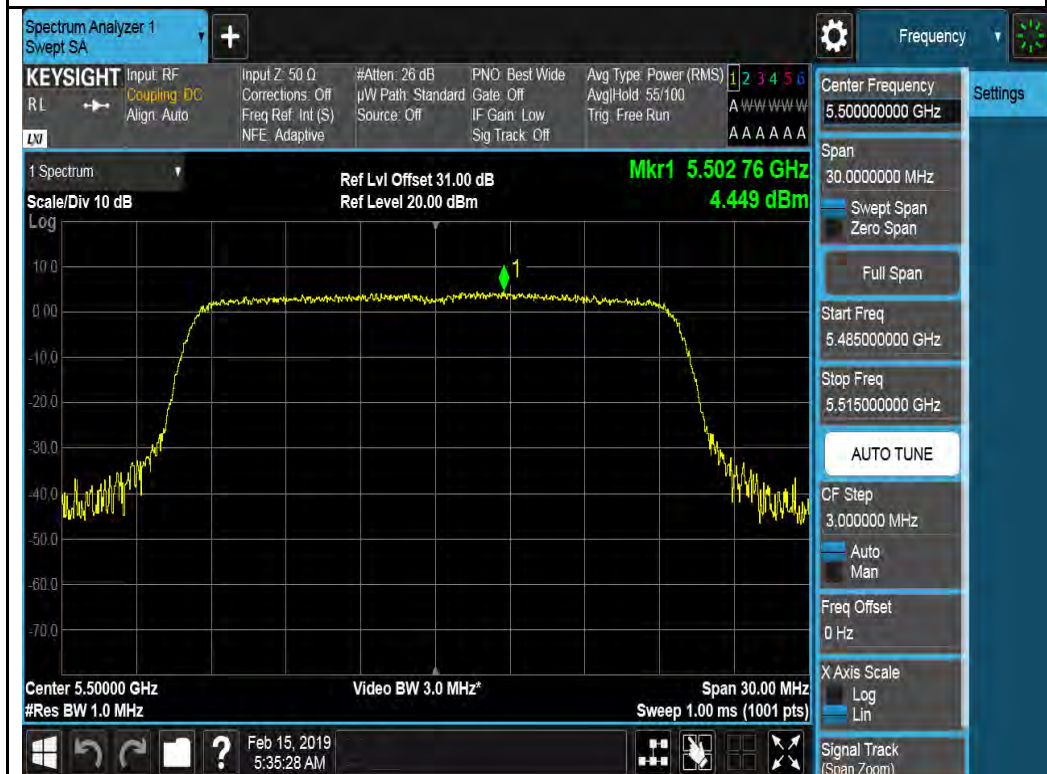 Spectrum Analyzer 1
Swept SA
+
Frequency
KEYSIGHT
RL
LXI
Input: RF
Coupling: DC
Align: Auto
Input Z: 50 Ω
Corrections: Off
Freq Ref: Int (S)
NFE: Adaptive
#Atten: 26 dB
µW Path: Standard
Source: Off
PNO: Best Wide
Gate: Off
IF Gain: Low
Sig Track: Off
Avg Type: Power (RMS)
Avg|Hold: 55/100
Trig: Free Run
1 2 3 4 5 6
A W W W W W
A A A A A A
1 Spectrum
Scale/Div 10 dB
Log
Ref Lvl Offset 31.00 dB
Ref Level 20.00 dBm
Mkr1 5.502 76 GHz
4.449 dBm
1
10.0
0.00
-10.0
-20.0
-30.0
-40.0
-50.0
-60.0
-70.0
Center 5.50000 GHz
#Res BW 1.0 MHz
Video BW 3.0 MHz*
Span 30.00 MHz
Sweep 1.00 ms (1001 pts)
?
Feb 15, 2019
5:35:28 AM
Center Frequency
5.500000000 GHz
Span
30.0000000 MHz
Swept Span
Zero Span
Full Span
Start Freq
5.485000000 GHz
Stop Freq
5.515000000 GHz
AUTO TUNE
CF Step
3.000000 MHz
Auto
Man
Freq Offset
0 Hz
X Axis Scale
Log
Lin
Signal Track
(Span Zoom)
Settings